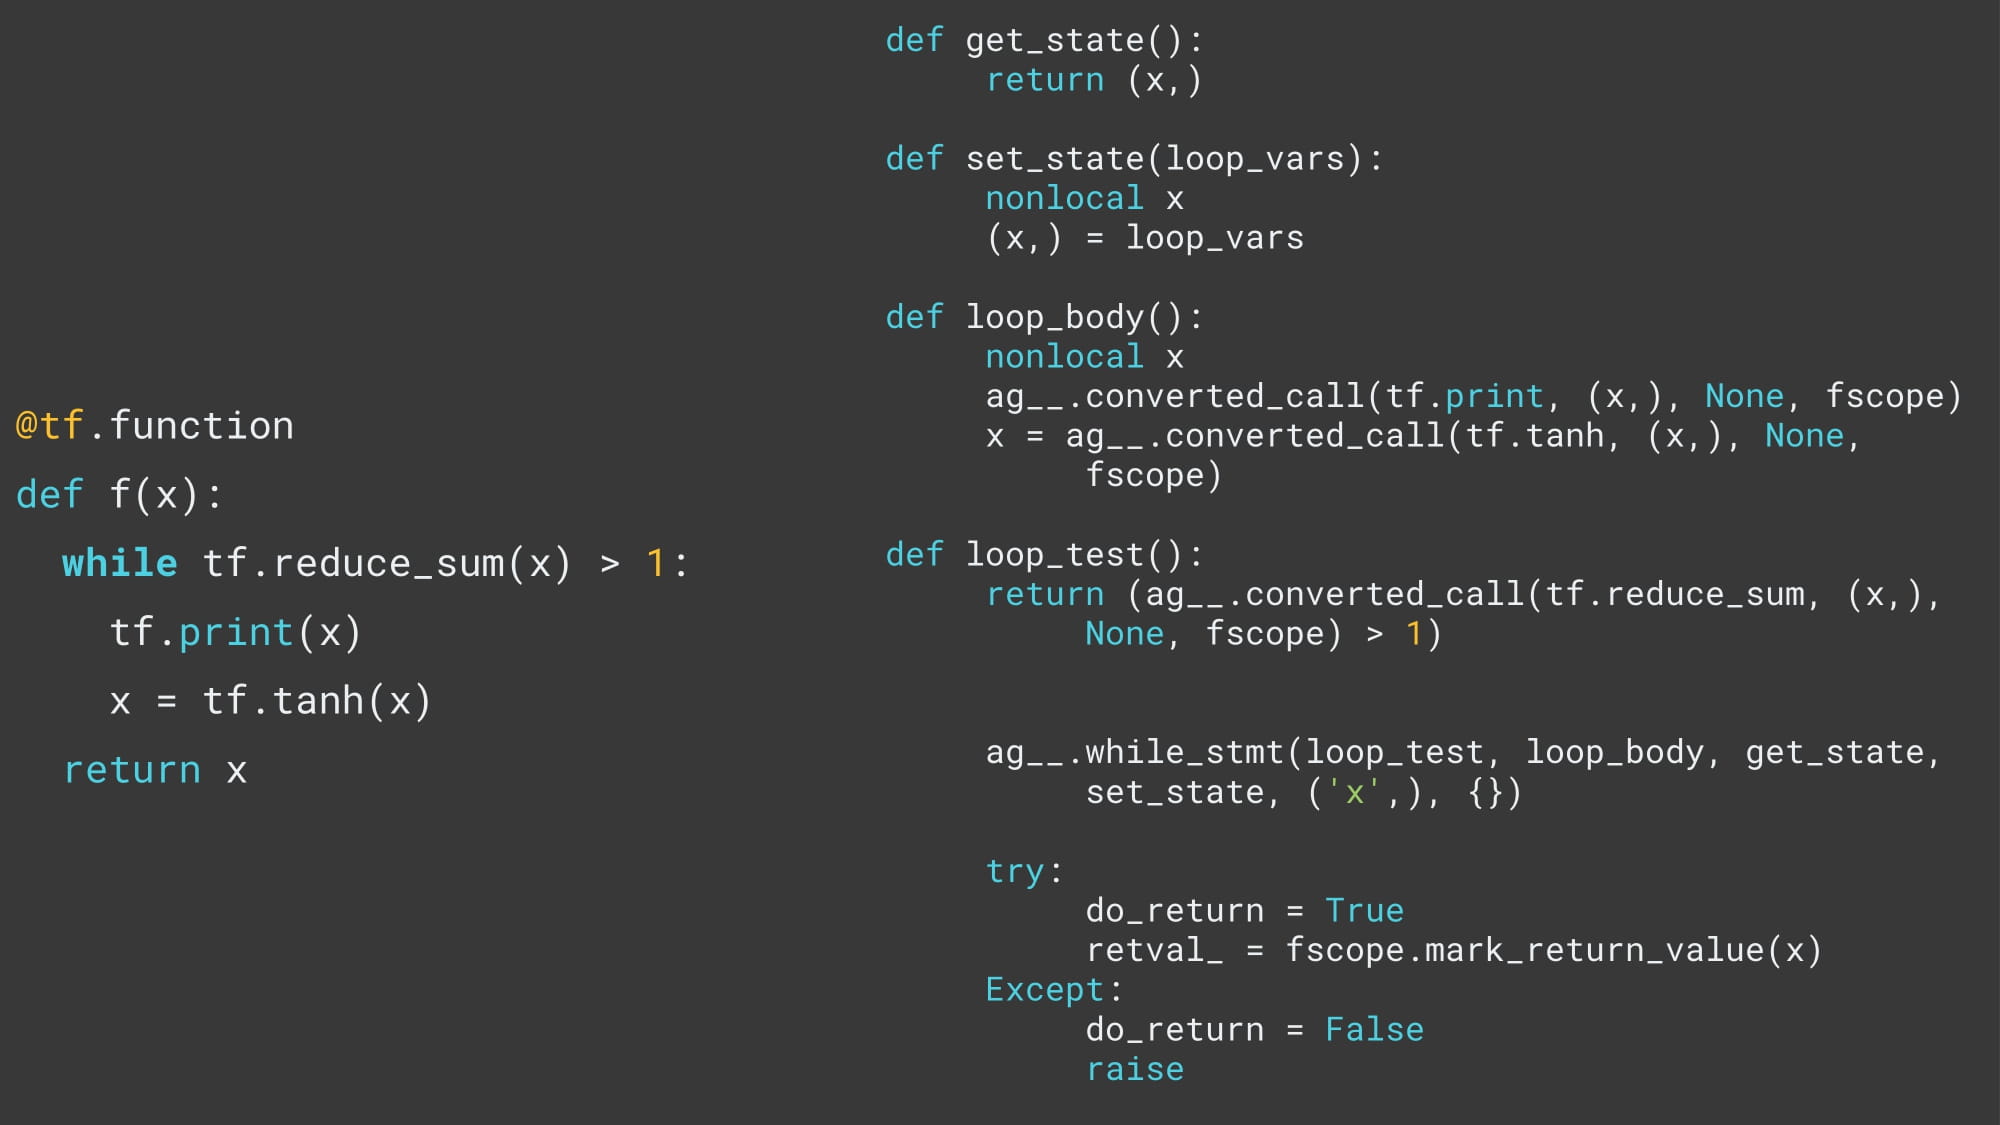 @tf.function
def f(x):
  while tf.reduce_sum(x) > 1:
    tf.print(x)
    x = tf.tanh(x)
  return x
def get_state():
     return (x,)
def set_state(loop_vars):
     nonlocal x
     (x,) = loop_vars
def loop_body():
     nonlocal x
     ag__.converted_call(tf.print, (x,), None, fscope)
     x = ag__.converted_call(tf.tanh, (x,), None,
          fscope)
def loop_test():
     return (ag__.converted_call(tf.reduce_sum, (x,),
          None, fscope) > 1)
     ag__.while_stmt(loop_test, loop_body, get_state,
          set_state, ('x',), {})
     try:
          do_return = True
          retval_ = fscope.mark_return_value(x)
     Except:
          do_return = False
          raise